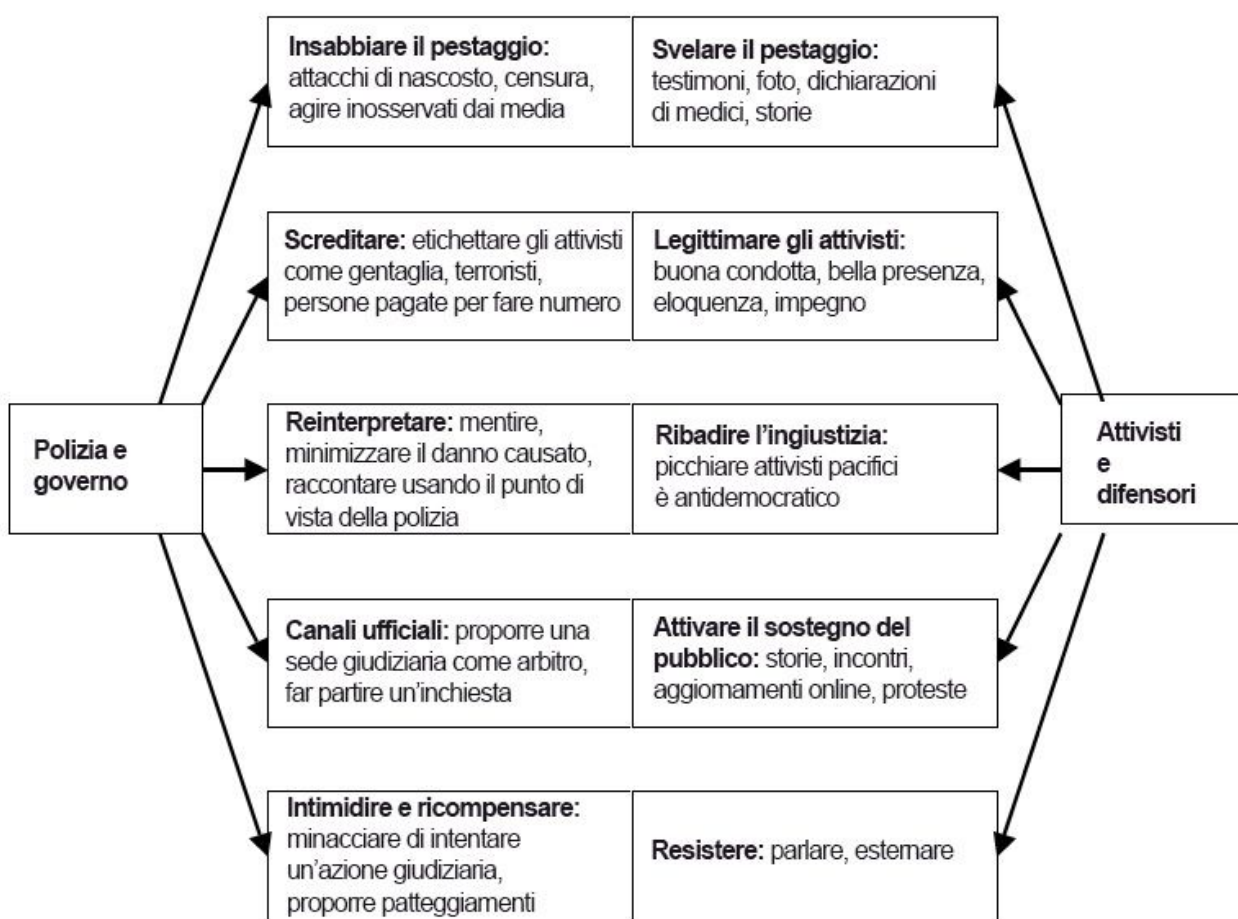 Insabbiare il pestaggio:
attacchi di nascosto, censura,
agire inosservati dai media
Svelare il pestaggio:
testimoni, foto, dichiarazioni
di medici, storie
Screditare: etichettare gli attivisti
come gentaglia, terroristi,
persone pagate per fare numero
Legittimare gli attivisti:
buona condotta, bella presenza,
eloquenza, impegno
Polizia e
governo
Reinterpretare: mentire,
minimizzare il danno causato,
raccontare usando il punto di
vista della polizia
Ribadire l'ingiustizia:
picchiare attivisti pacifici
è antidemocratico
Attivisti
e
difensori
Canali ufficiali: proporre una
sede giudiziaria come arbitro,
far partire un'inchiesta
Attivare il sostegno del
pubblico: storie, incontri,
aggiornamenti online, proteste
Intimidire e ricompensare:
minacciare di intentare
un'azione giudiziaria,
proporre patteggiamenti
Resistere: parlare, esternare